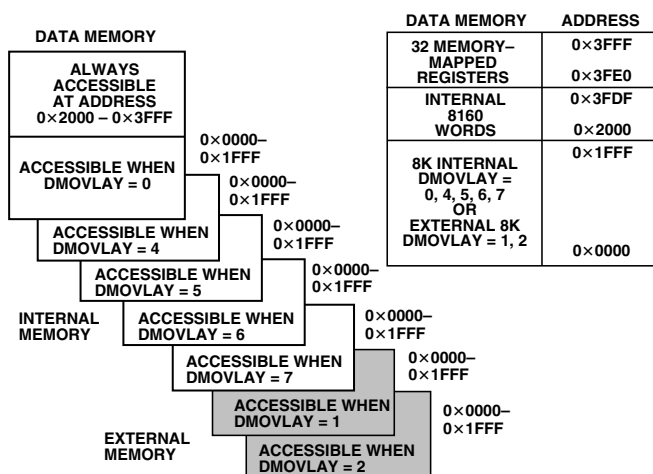 DATA MEMORY
ALWAYS
ACCESSIBLE
AT ADDRESS
0×2000 – 0×3FFF
0×0000–
0×1FFF
ACCESSIBLE WHEN
DMOVLAY = 0
0×0000–
0×1FFF
ACCESSIBLE WHEN
DMOVLAY = 4
0×0000–
0×1FFF
ACCESSIBLE WHEN
DMOVLAY = 5
0×0000–
0×1FFF
INTERNAL
MEMORY
ACCESSIBLE WHEN
DMOVLAY = 6
0×0000–
0×1FFF
ACCESSIBLE WHEN
DMOVLAY = 7
0×0000–
0×1FFF
ACCESSIBLE WHEN
DMOVLAY = 1
0×0000–
0×1FFF
EXTERNAL
MEMORY
ACCESSIBLE WHEN
DMOVLAY = 2
DATA MEMORY ADDRESS
32 MEMORY– 0×3FFF
MAPPED
REGISTERS 0×3FE0
INTERNAL 0×3FDF
8160
WORDS 0×2000
0×1FFF
8K INTERNAL
DMOVLAY =
0, 4, 5, 6, 7
OR
EXTERNAL 8K
DMOVLAY = 1, 2
0×0000